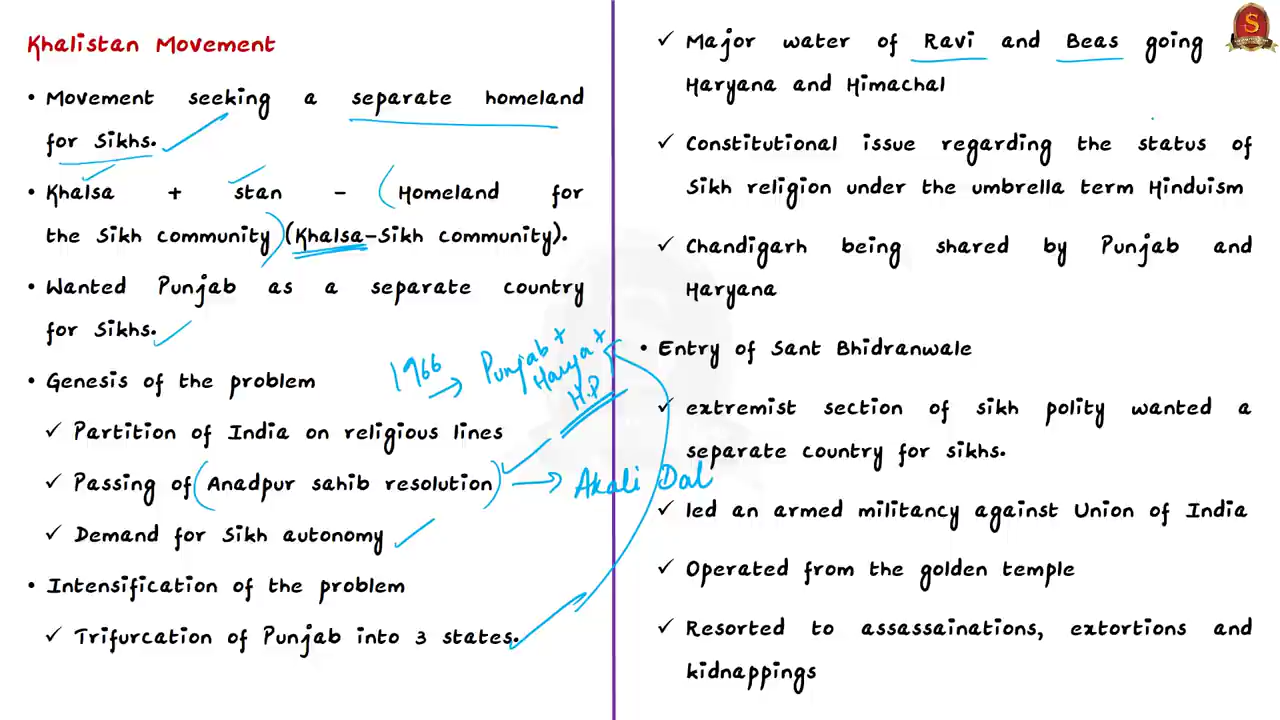 Khalistan Movement
• Movement seeking a separate homeland
for Sikhs.
• Khalsa + stan - (Homeland for
the Sikh community) (Khalsa-Sikh community).
• Wanted Punjab as a separate country
for Sikhs.
• Genesis of the problem
✓ Partition of India on religious lines
✓ Passing of (Anadpur sahib resolution) → Akali Dal
✓ Demand for Sikh autonomy
• Intensification of the problem
✓ Trifurcation of Punjab into 3 states.
1966 → Punjab +
Harya +
H.P
✓ Major water of Ravi and Beas going
Haryana and Himachal
✓ Constitutional issue regarding the status of
Sikh religion under the umbrella term Hinduism
✓ Chandigarh being shared by Punjab and
Haryana
• Entry of Sant Bhidranwale
✓ extremist section of sikh polity wanted a
separate country for sikhs.
✓ led an armed militancy against Union of India
✓ Operated from the golden temple
✓ Resorted to assassainations, extortions and
kidnappings
S